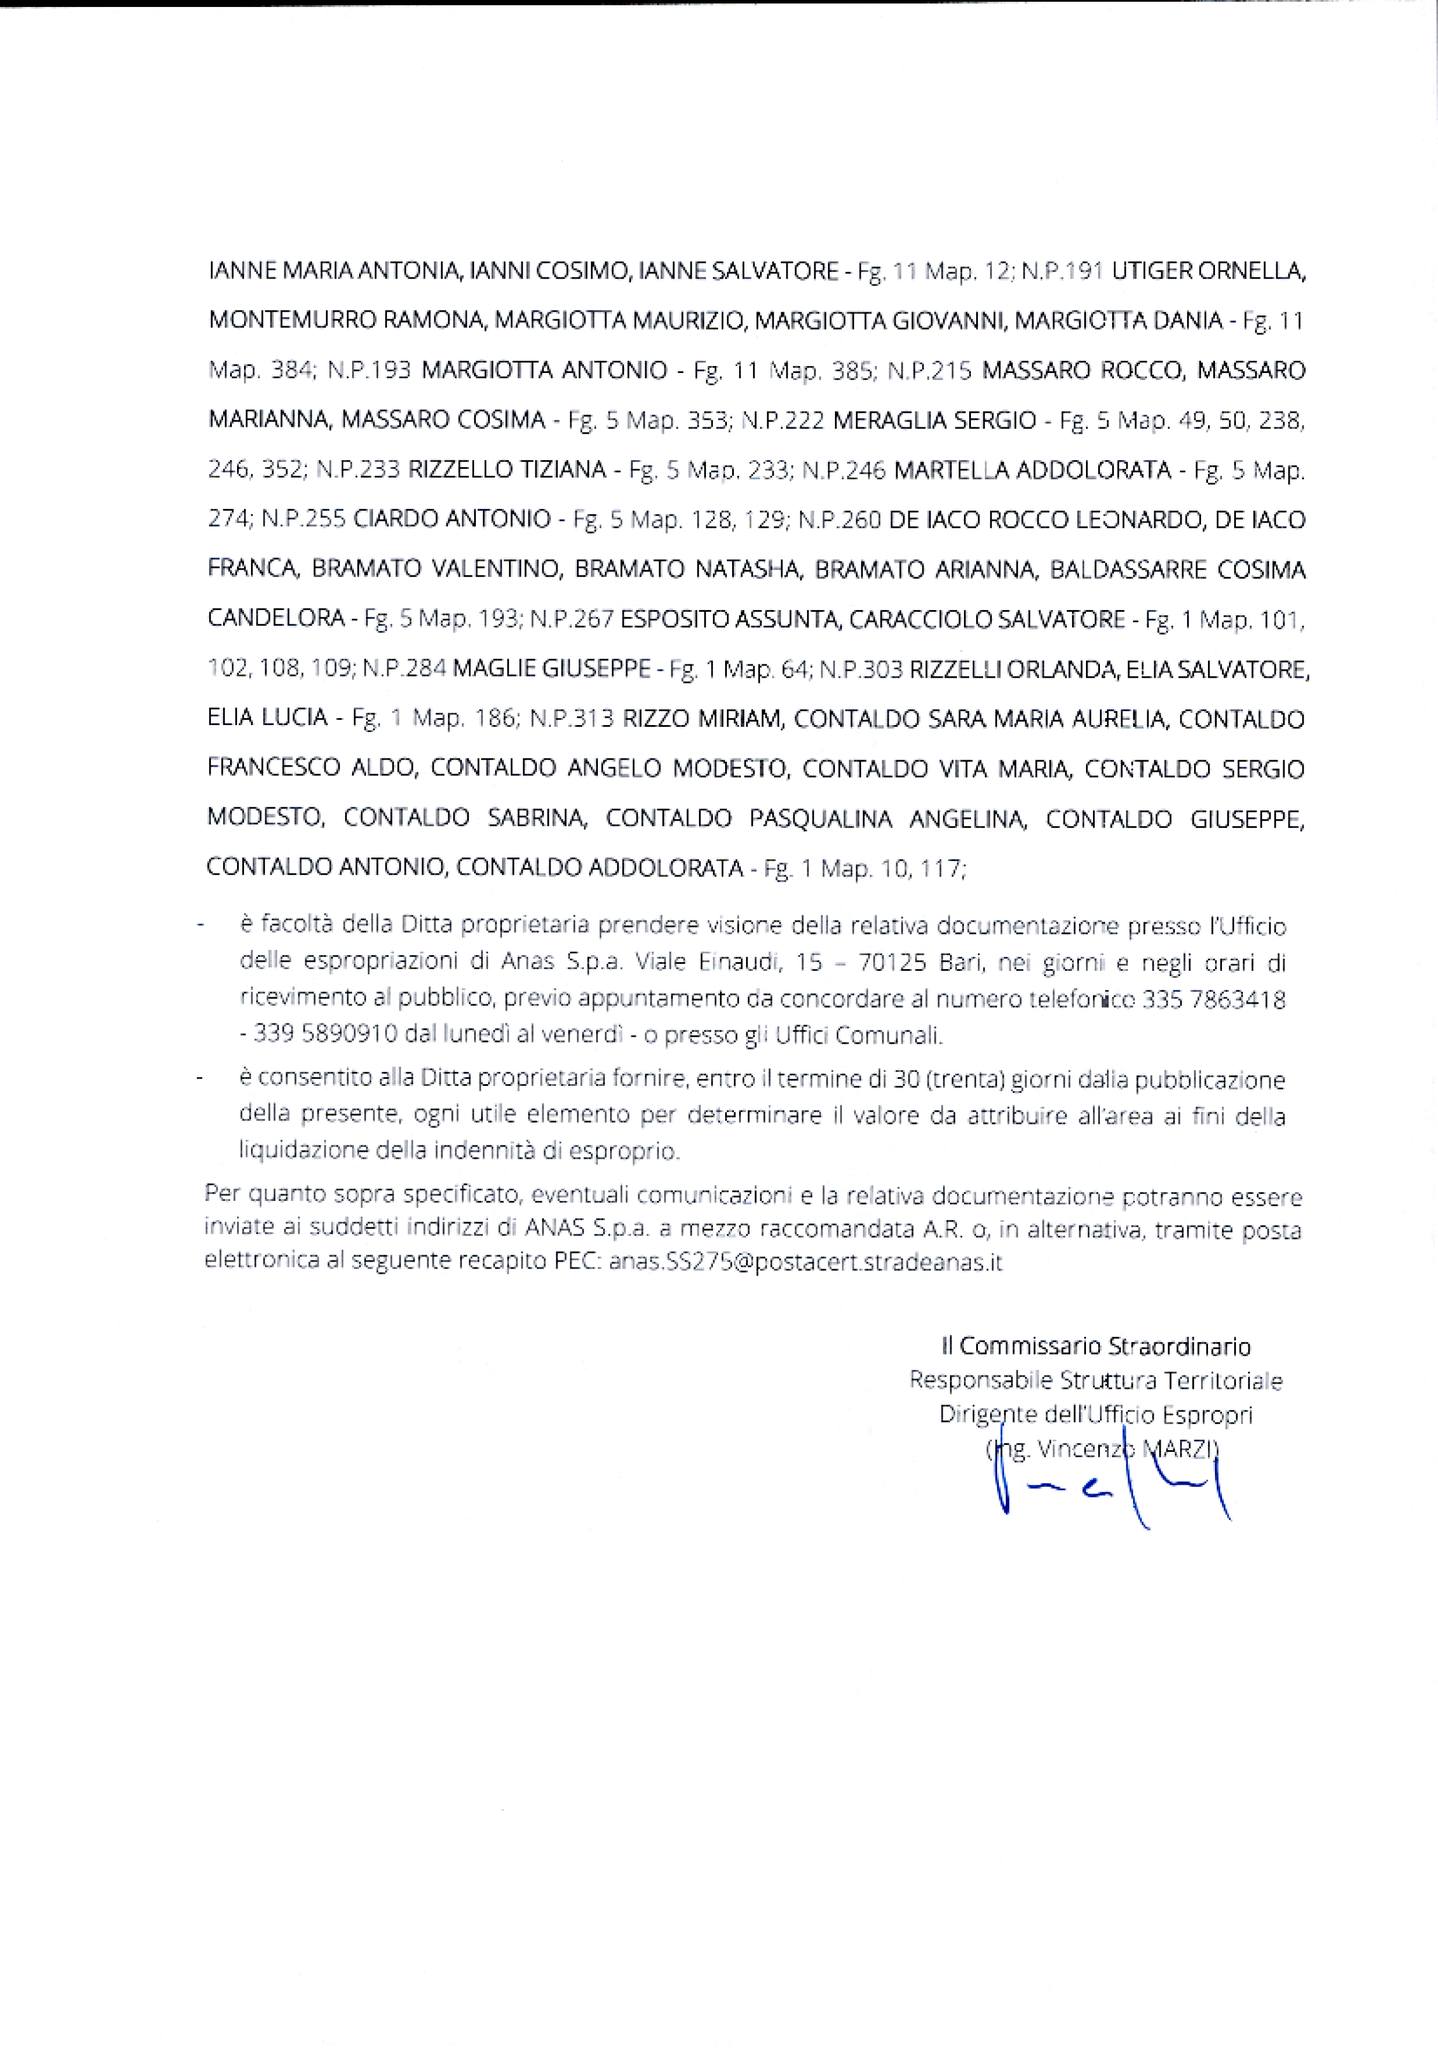 IANNE MARIA ANTONIA, IANNI COSIMO, IANNE SALVATORE - Fg. 11 Map. 12; N.P.191 UTIGER ORNELLA,
MONTEMURRO RAMONA, MARGIOTTA MAURIZIO, MARGIOTTA GIOVANNI, MARGIOTTA DANIA - Fg. 11
Map. 384; N.P.193 MARGIOTTA ANTONIO - Fg. 11 Map. 385; N.P.215 MASSARO ROCCO, MASSARO
MARIANNA, MASSARO COSIMA - Fg. 5 Map. 353; N.P.222 MERAGLIA SERGIO - Fg. 5 Map. 49, 50, 238,
246, 352; N.P.233 RIZZELLO TIZIANA - Fg. 5 Map. 233; N.P.246 MARTELLA ADDOLORATA - Fg. 5 Map.
274; N.P.255 CIARDO ANTONIO - Fg. 5 Map. 128, 129; N.P.260 DE IACO ROCCO LEONARDO, DE IACO
FRANCA, BRAMATO VALENTINO, BRAMATO NATASHA, BRAMATO ARIANNA, BALDASSARRE COSIMA
CANDELORA - Fg. 5 Map. 193; N.P.267 ESPOSITO ASSUNTA, CARACCIOLO SALVATORE - Fg. 1 Map. 101,
102, 108, 109; N.P.284 MAGLIE GIUSEPPE - Fg. 1 Map. 64; N.P.303 RIZZELLI ORLANDA, ELIA SALVATORE,
ELIA LUCIA - Fg. 1 Map. 186; N.P.313 RIZZO MIRIAM, CONTALDO SARA MARIA AURELIA, CONTALDO
FRANCESCO ALDO, CONTALDO ANGELO MODESTO, CONTALDO VITA MARIA, CONTALDO SERGIO
MODESTO, CONTALDO SABRINA, CONTALDO PASQUALINA ANGELINA, CONTALDO GIUSEPPE,
CONTALDO ANTONIO, CONTALDO ADDOLORATA - Fg. 1 Map. 10, 117;
- è facoltà della Ditta proprietaria prendere visione della relativa documentazione presso l'Ufficio
delle espropriazioni di Anas S.p.a. Viale Einaudi, 15 – 70125 Bari, nei giorni e negli orari di
ricevimento al pubblico, previo appuntamento da concordare al numero telefonico 335 7863418
- 339 5890910 dal lunedì al venerdì - o presso gli Uffici Comunali.
- è consentito alla Ditta proprietaria fornire, entro il termine di 30 (trenta) giorni dalla pubblicazione
della presente, ogni utile elemento per determinare il valore da attribuire all'area ai fini della
liquidazione della indennità di esproprio.
Per quanto sopra specificato, eventuali comunicazioni e la relativa documentazione potranno essere
inviate ai suddetti indirizzi di ANAS S.p.a. a mezzo raccomandata A.R. o, in alternativa, tramite posta
elettronica al seguente recapito PEC: anas.SS275@postacert.stradeanas.it
Il Commissario Straordinario
Responsabile Struttura Territoriale
Dirigente dell'Ufficio Espropri
(Ing. Vincenzo MARZI)